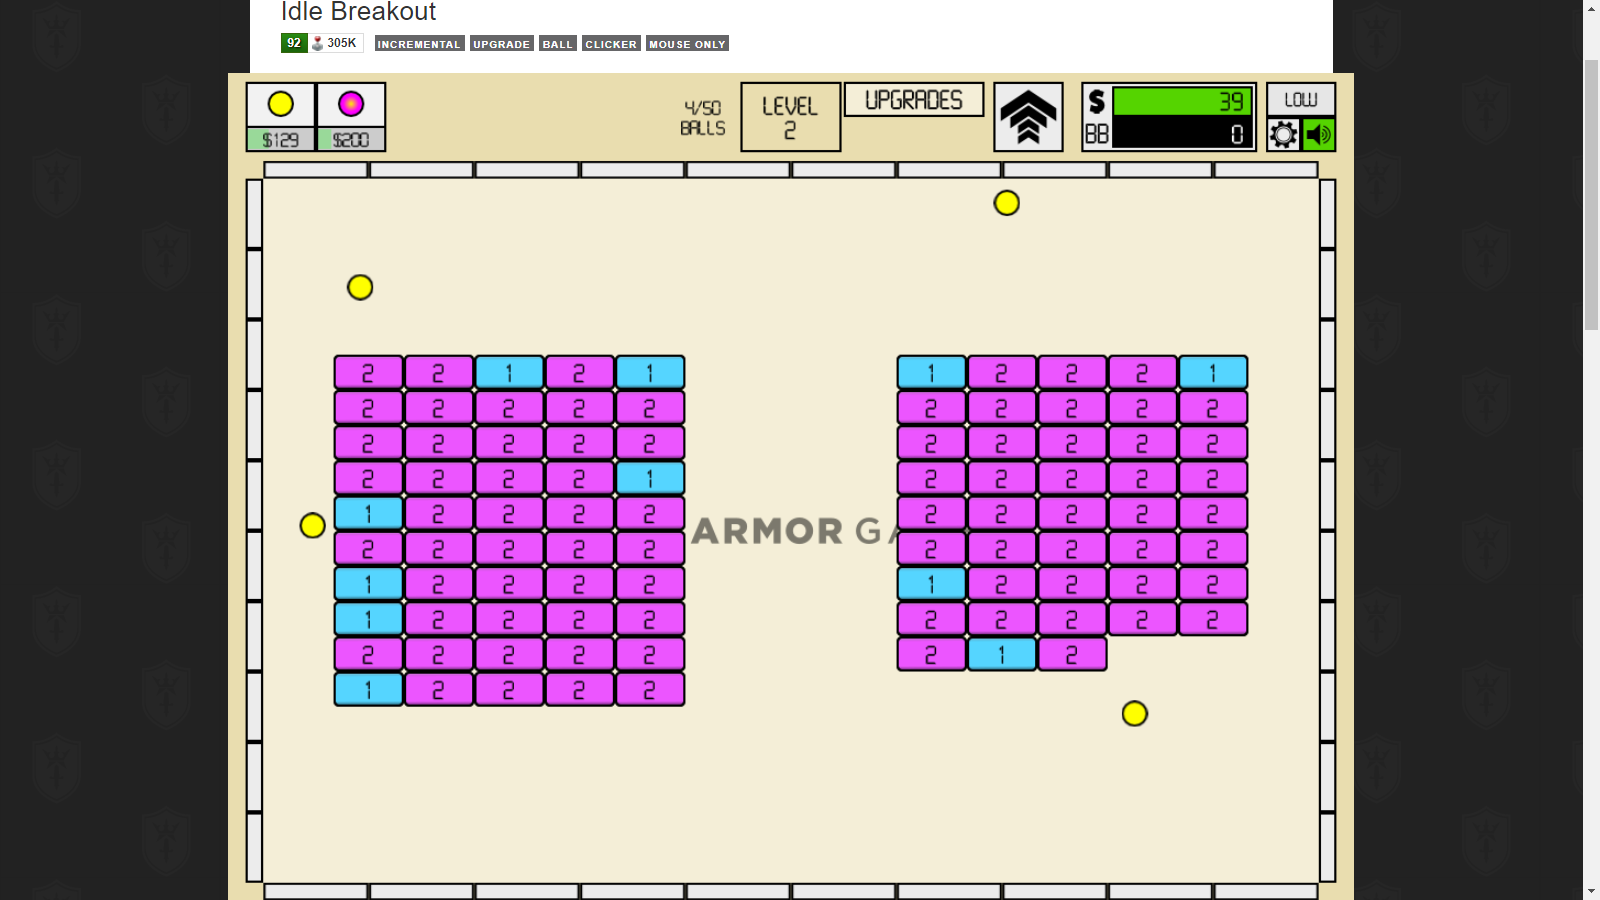 Idle Breakout
92 305K INCREMENTAL UPGRADE BALL CLICKER MOUSE ONLY
$129 $200
4/50
BALLS
LEVEL
2
UPGRADES
$ 39
BB 0
LOW
2 2 1 2 1 1 2 2 2 1
2 2 2 2 2 2 2 2 2 2
2 2 2 2 2 2 2 2 2 2
2 2 2 2 1 2 2 2 2 2
1 2 2 2 2 2 2 2 2 2
ARMOR GA
2 2 2 2 2 2 2 2 2 2
1 2 2 2 2 1 2 2 2 2
1 2 2 2 2 2 2 2 2 2
2 2 2 2 2 2 1 2
1 2 2 2 2